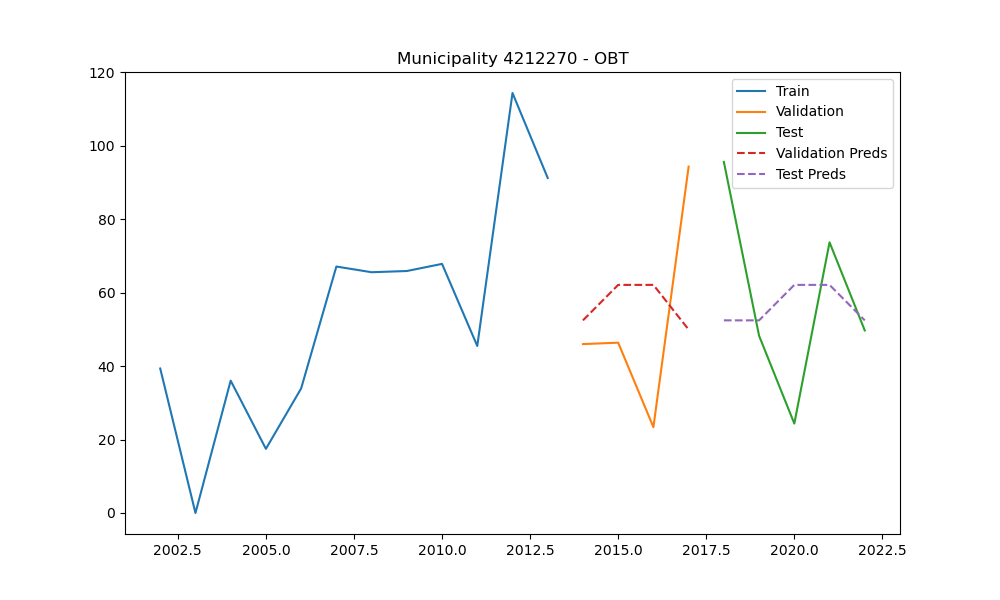 Municipality 4212270 - OBT
120
100
80
60
40
20
0
Train
Validation
Test
Validation Preds
Test Preds
2002.5 2005.0 2007.5 2010.0 2012.5 2015.0 2017.5 2020.0 2022.5